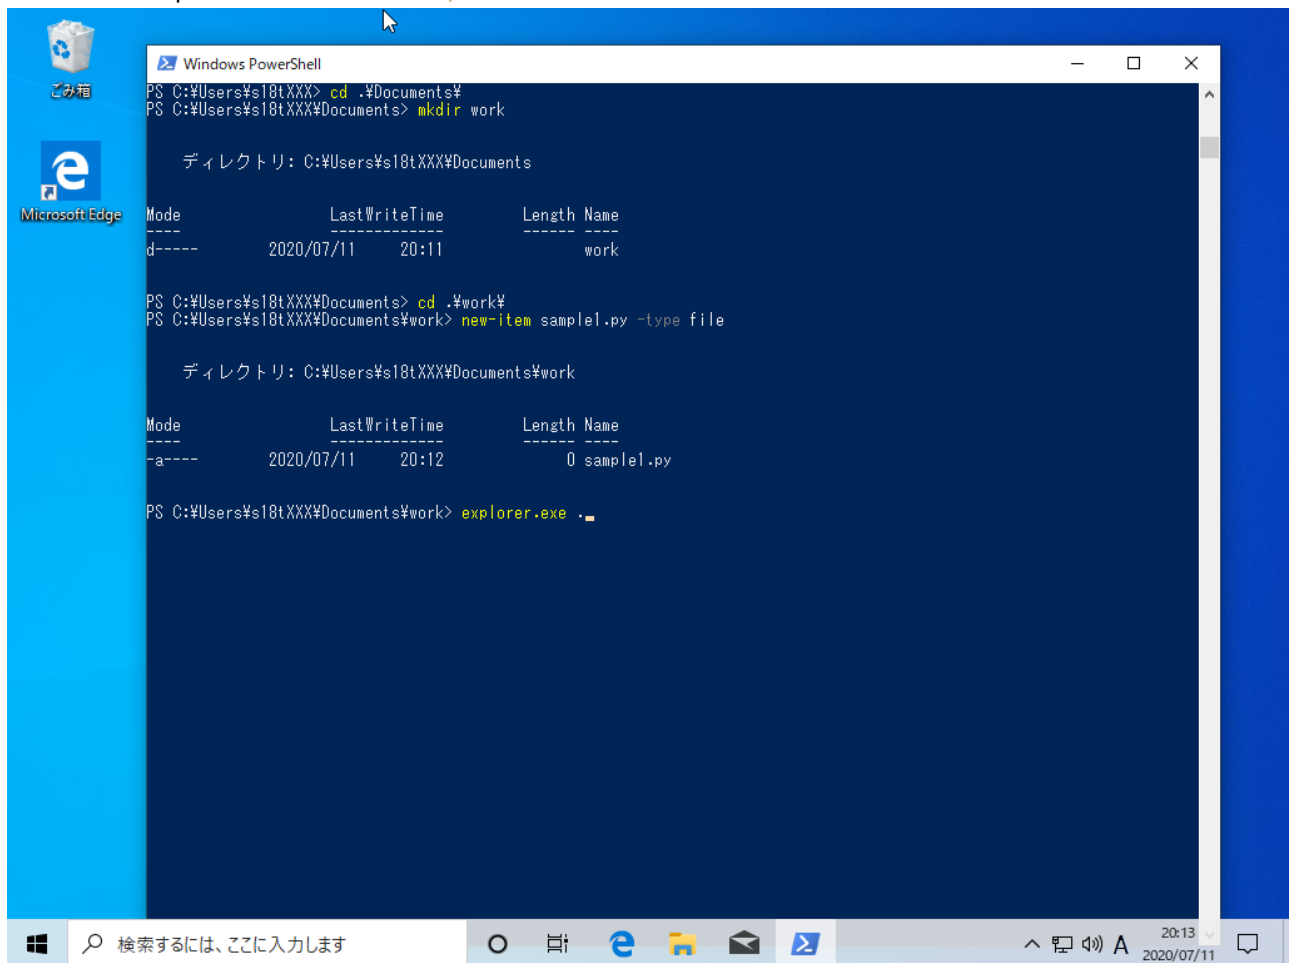 ごみ箱
Microsoft Edge
Windows PowerShell
PS C:¥Users¥s18tXXX> cd .¥Documents¥
PS C:¥Users¥s18tXXX¥Documents> mkdir work
ディレクトリ: C:¥Users¥s18tXXX¥Documents
Mode LastWriteTime Length Name
---- ------------- ------ ----
d----- 2020/07/11 20:11 work
PS C:¥Users¥s18tXXX¥Documents> cd .¥work¥
PS C:¥Users¥s18tXXX¥Documents¥work> new-item sample1.py -type file
ディレクトリ: C:¥Users¥s18tXXX¥Documents¥work
Mode LastWriteTime Length Name
---- ------------- ------ ----
-a---- 2020/07/11 20:12 0 sample1.py
PS C:¥Users¥s18tXXX¥Documents¥work> explorer.exe .
検索するには、ここに入力します
A
20:13
2020/07/11